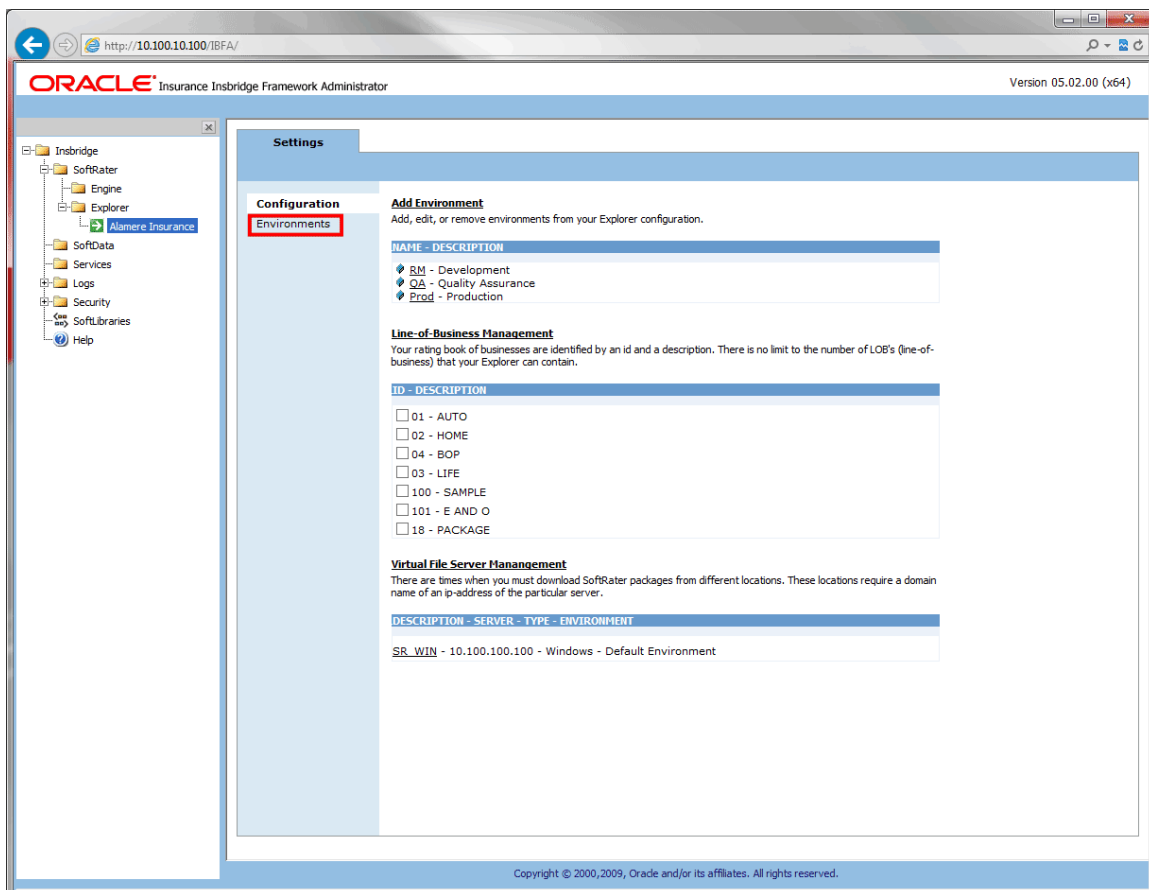 http://10.100.10.100/IBFA/
ORACLE Insurance Insbridge Framework Administrator
Version 05.02.00 (x64)
Insbridge
SoftRater
Engine
Explorer
Alamere Insurance
SoftData
Services
Logs
Security
SoftLibraries
Help
Settings
Configuration
Environments
Add Environment
Add, edit, or remove environments from your Explorer configuration.
NAME - DESCRIPTION
RM - Development
QA - Quality Assurance
Prod - Production
Line-of-Business Management
Your rating book of businesses are identified by an id and a description. There is no limit to the number of LOB's (line-of-
business) that your Explorer can contain.
ID - DESCRIPTION
01 - AUTO
02 - HOME
04 - BOP
03 - LIFE
100 - SAMPLE
101 - E AND O
18 - PACKAGE
Virtual File Server Manangement
There are times when you must download SoftRater packages from different locations. These locations require a domain
name of an ip-address of the particular server.
DESCRIPTION - SERVER - TYPE - ENVIRONMENT
SR_WIN - 10.100.100.100 - Windows - Default Environment
Copyright © 2000,2009, Oracle and/or its affiliates. All rights reserved.